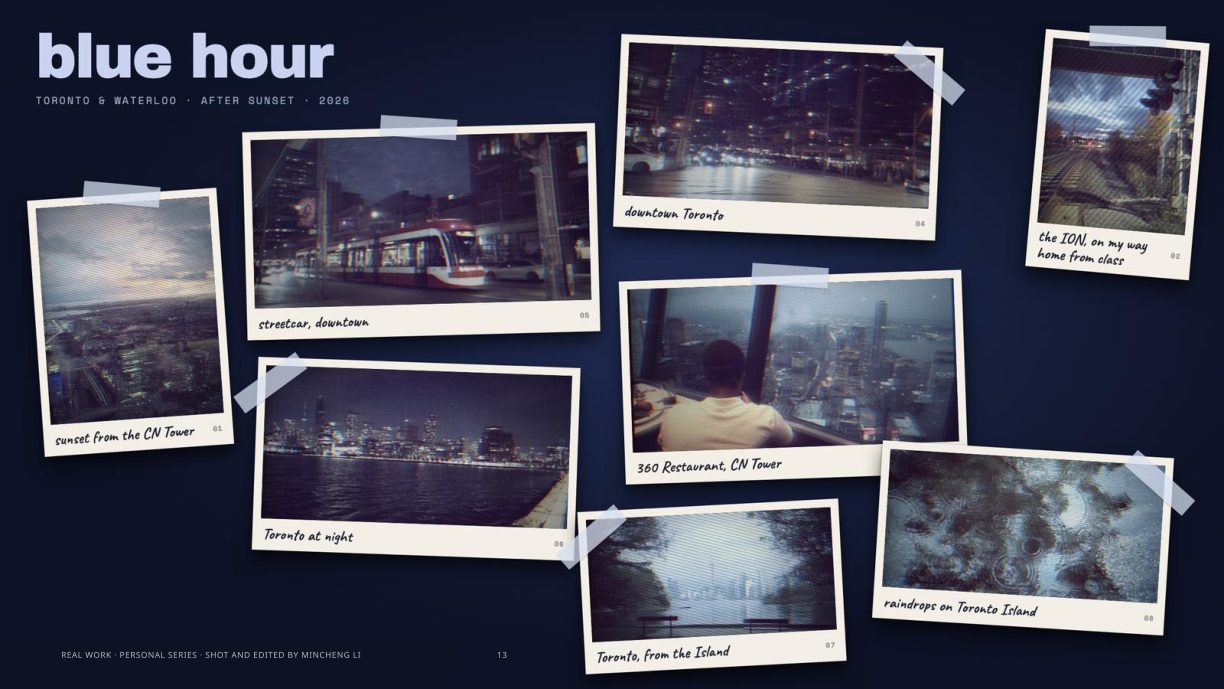 blue hour
TORONTO & WATERLOO · AFTER SUNSET · 2026
sunset from the CN Tower
01
streetcar, downtown
05
downtown Toronto
04
the ION, on my way
home from class
02
Toronto at night
06
360 Restaurant, CN Tower
Toronto, from the Island
07
raindrops on Toronto Island
08
REAL WORK · PERSONAL SERIES · SHOT AND EDITED BY MINCHENG LI
13